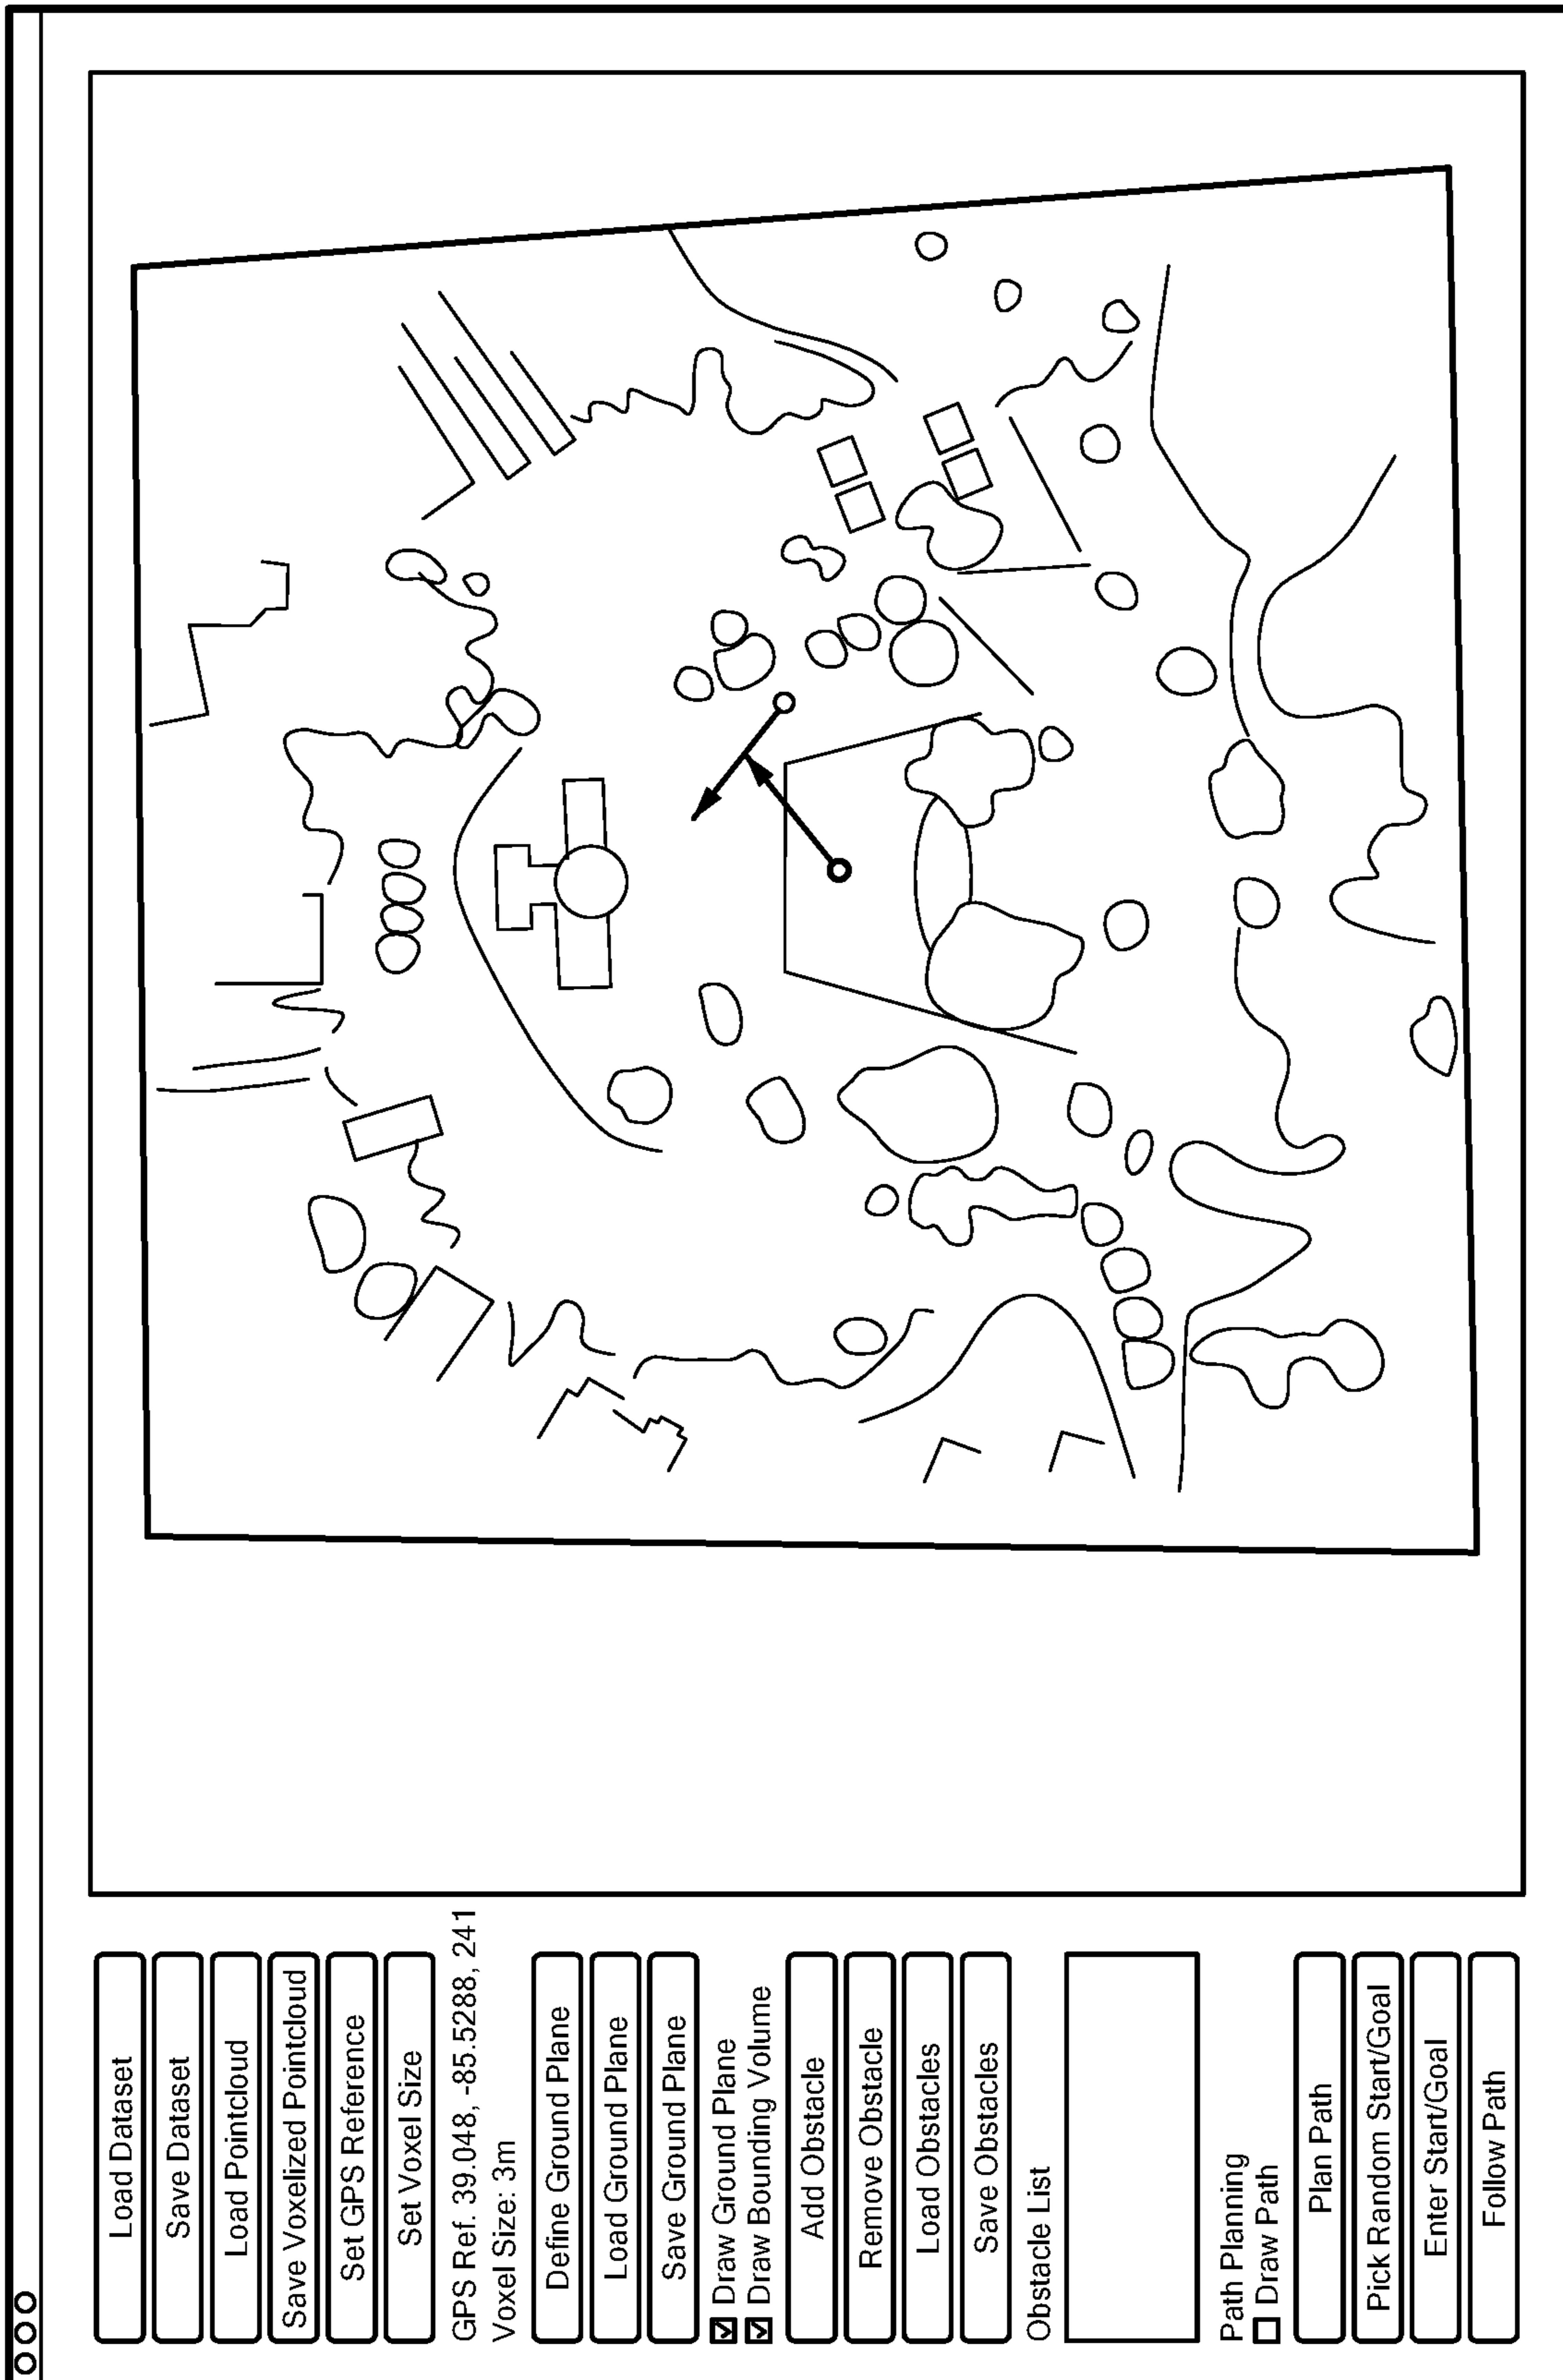 Load Dataset
Save Dataset
Load Pointcloud
Save Voxelized Pointcloud
Set GPS Reference
Set Voxel Size
GPS Ref. 39.048, -85.5288, 241
Voxel Size: 3m
Define Ground Plane
Load Ground Plane
Save Ground Plane
Draw Ground Plane
Draw Bounding Volume
Add Obstacle
Remove Obstacle
Load Obstacles
Save Obstacles
Obstacle List
Path Planning
Draw Path
Plan Path
Pick Random Start/Goal
Enter Start/Goal
Follow Path